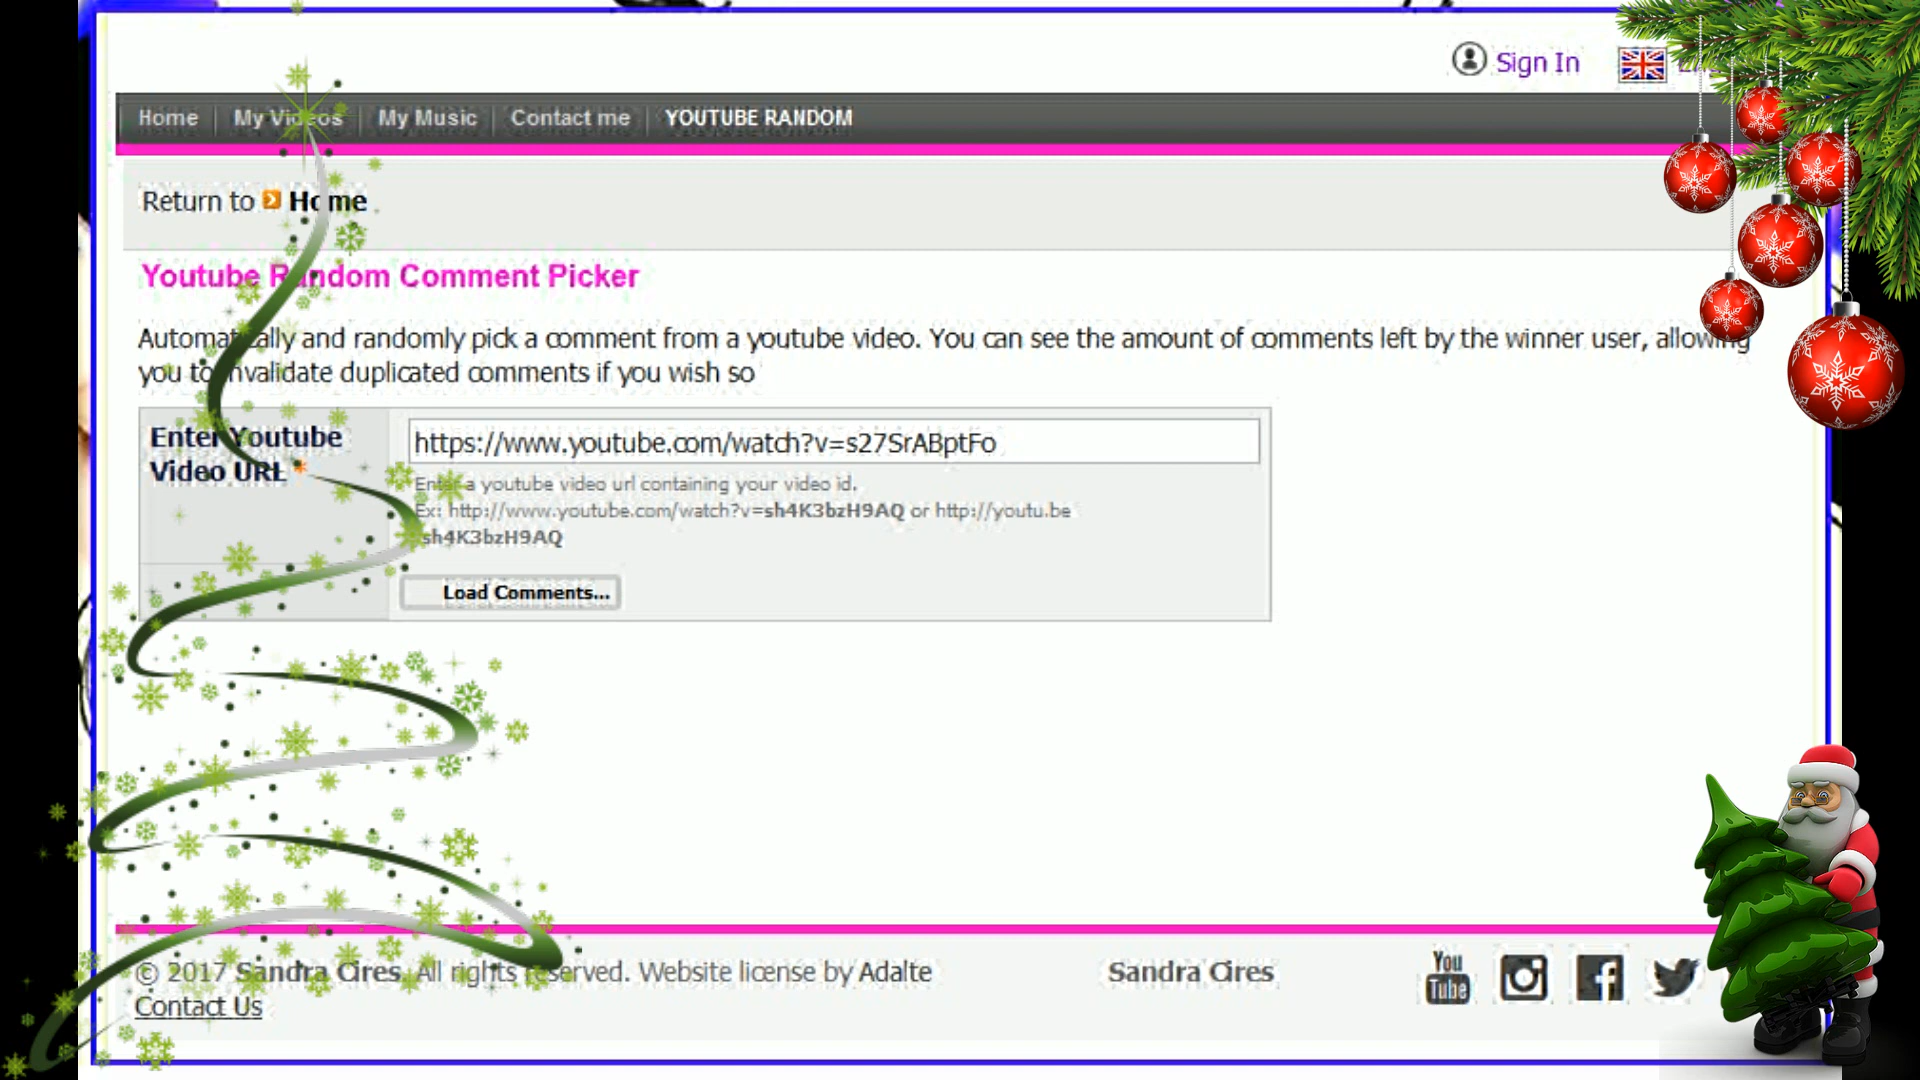 Sign In
Home My Videos My Music Contact me YOUTUBE RANDOM
Return to Home
Youtube Random Comment Picker
Automatically and randomly pick a comment from a youtube video. You can see the amount of comments left by the winner user, allowing
you to invalidate duplicated comments if you wish so
Enter Youtube
Video URL *
https://www.youtube.com/watch?v=s27SrABptFo
Enter a youtube video url containing your video id.
Ex: http://www.youtube.com/watch?v=sh4K3bzH9AQ or http://youtu.be
/sh4K3bzH9AQ
Load Comments...
© 2017 Sandra Cires. All rights reserved. Website license by Adalte
Contact Us
Sandra Cires
You
Tube